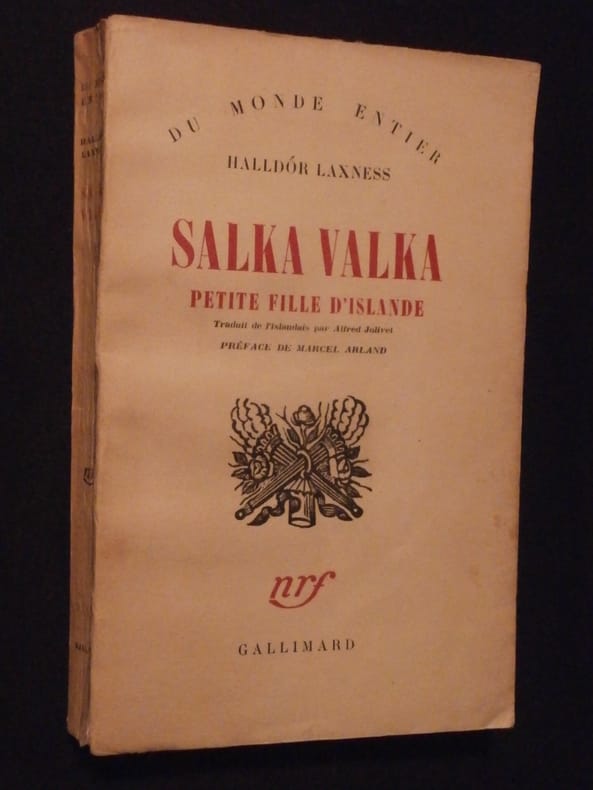 DU MONDE ENTIER
HALLDÓR LAXNESS
SALKA VALKA
PETITE FILLE D'ISLANDE
Traduit de l'islandais par Alfred Jolivet
PRÉFACE DE MARCEL ARLAND
nrf
GALLIMARD
nrf